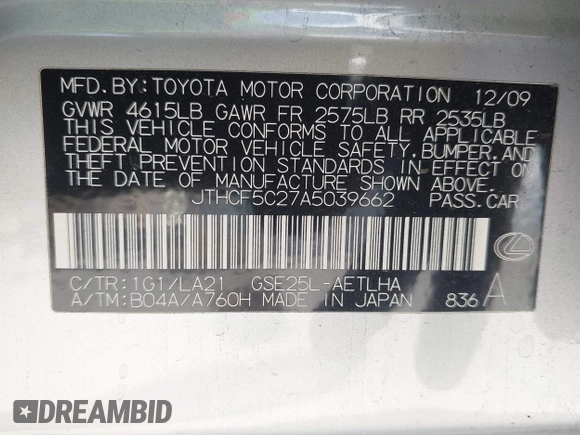 MFD.BY:TOYOTA MOTOR CORPORATION 12/09
GVWR 4615LB GAWR FR 2575LB RR 2535LB
THIS VEHICLE CONFORMS TO ALL APPLICABLE
FEDERAL MOTOR VEHICLE SAFETY,BUMPER,AND
THEFT PREVENTION STANDARDS IN EFFECT ON
THE DATE OF MANUFACTURE SHOWN ABOVE.
JTHCF5C27A5039662 PASS.CAR
C/TR:1G1/LA21 GSE25L-AETLHA
A/TM:B04A/A760H MADE IN JAPAN 836 A
DREAMBID